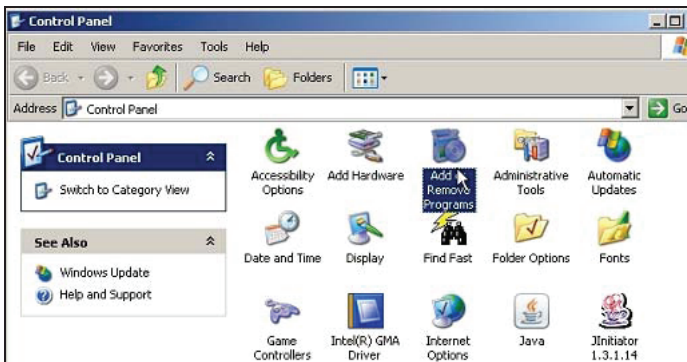 Control Panel
File Edit View Favorites Tools Help
Back Search Folders
Address Control Panel Go
Control Panel
Switch to Category View
See Also
Windows Update
Help and Support
Accessibility Options
Add Hardware
Add Remove Programs
Administrative Tools
Automatic Updates
Date and Time
Display
Find Fast
Folder Options
Fonts
Game Controllers
Intel(R) GMA Driver
Internet Options
Java
JInitiator 1.3.1.14